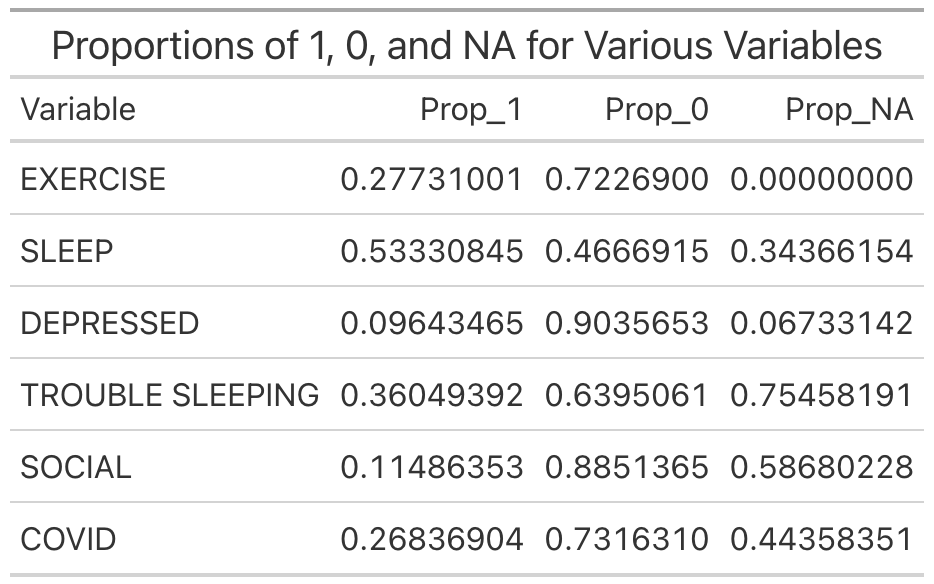 Proportions of 1, 0, and NA for Various Variables
Variable Prop_1 Prop_0 Prop_NA
EXERCISE 0.27731001 0.7226900 0.00000000
SLEEP 0.53330845 0.4666915 0.34366154
DEPRESSED 0.09643465 0.9035653 0.06733142
TROUBLE SLEEPING 0.36049392 0.6395061 0.75458191
SOCIAL 0.11486353 0.8851365 0.58680228
COVID 0.26836904 0.7316310 0.44358351